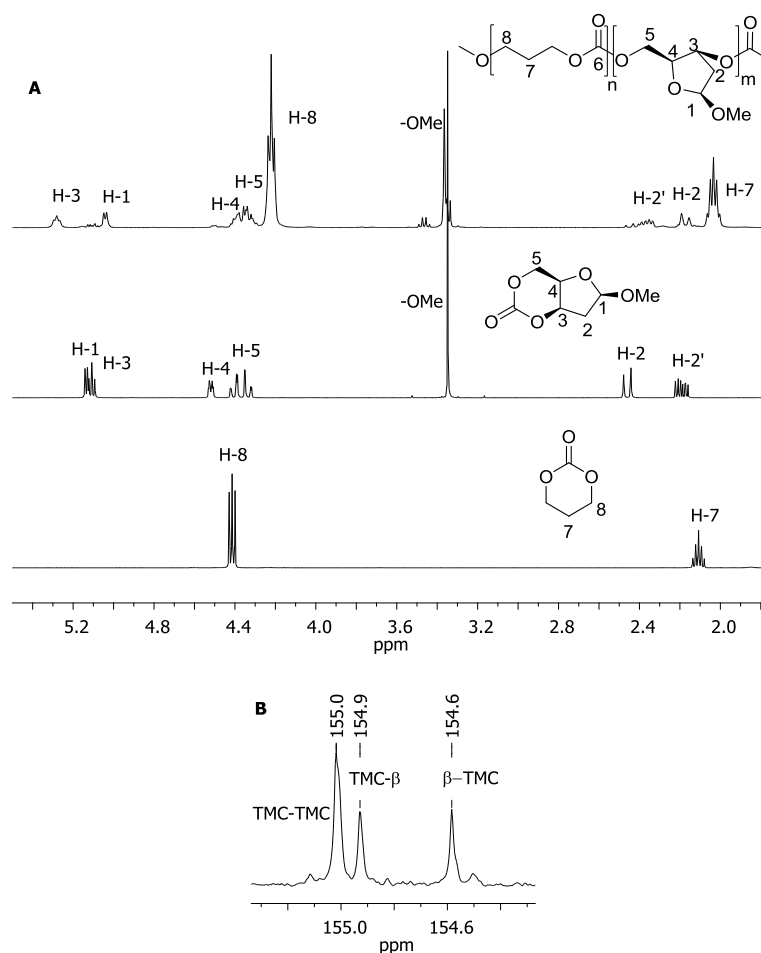 A
O
8
7
O
6
O
n
O
5
4
3
O
2
O
1
OMe
O
m
H-3
H-1
H-4
H-5
H-8
-OMe
H-2'
H-2
H-7
-OMe
O
O
O
5
4
O
3
2
1
OMe
H-1
H-3
H-4
H-5
H-2
H-2'
O
O
O
8
7
H-8
H-7
5.2 4.8 4.4 4.0 3.6 3.2 2.8 2.4 2.0
ppm
B
155.0
154.9
154.6
TMC-TMC
TMC-β
β–TMC
155.0 154.6
ppm